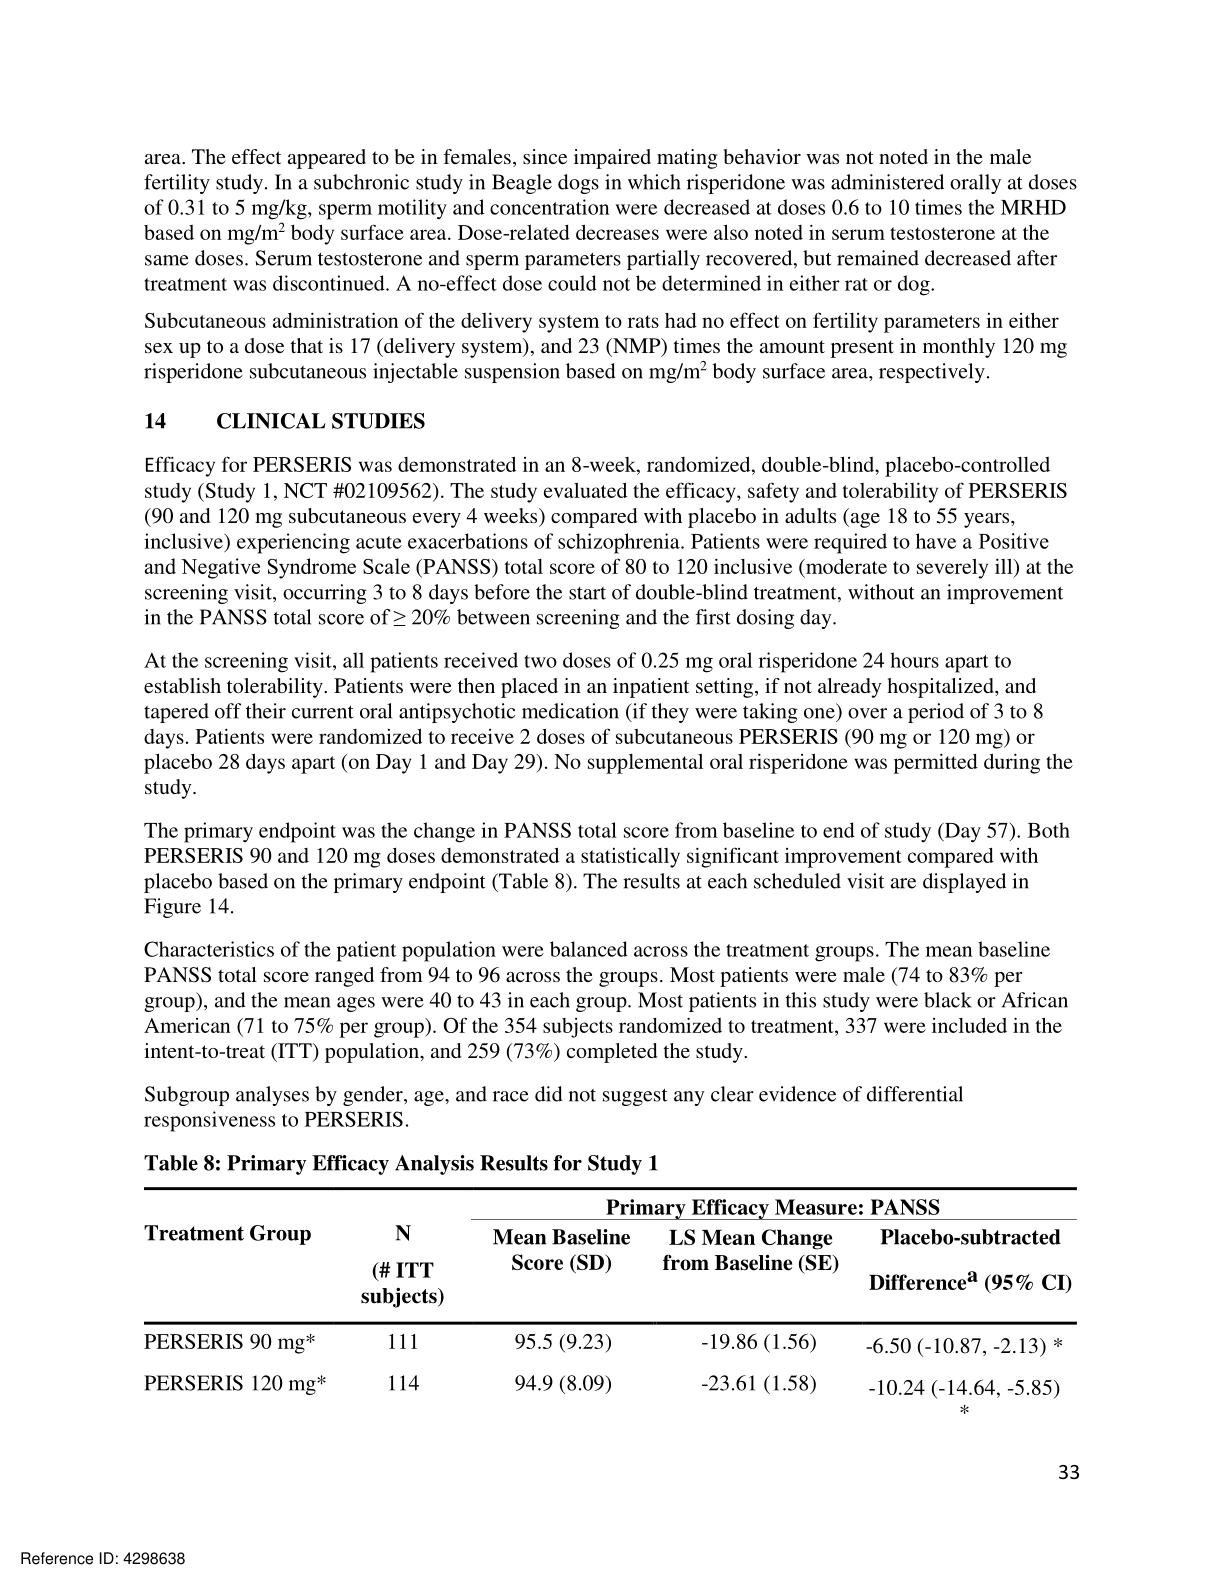 area. The effect appeared to be in females, since impaired mating behavior was not noted in the male
fertility study. In a subchronic study in Beagle dogs in which risperidone was administered orally at doses
of 0.31 to 5 mg/kg, sperm motility and concentration were decreased at doses 0.6 to 10 times the MRHD
based on mg/m² body surface area. Dose-related decreases were also noted in serum testosterone at the
same doses. Serum testosterone and sperm parameters partially recovered, but remained decreased after
treatment was discontinued. A no-effect dose could not be determined in either rat or dog.
Subcutaneous administration of the delivery system to rats had no effect on fertility parameters in either
sex up to a dose that is 17 (delivery system), and 23 (NMP) times the amount present in monthly 120 mg
risperidone subcutaneous injectable suspension based on mg/m² body surface area, respectively.
14 CLINICAL STUDIES
Efficacy for PERSERIS was demonstrated in an 8-week, randomized, double-blind, placebo-controlled
study (Study 1, NCT #02109562). The study evaluated the efficacy, safety and tolerability of PERSERIS
(90 and 120 mg subcutaneous every 4 weeks) compared with placebo in adults (age 18 to 55 years,
inclusive) experiencing acute exacerbations of schizophrenia. Patients were required to have a Positive
and Negative Syndrome Scale (PANSS) total score of 80 to 120 inclusive (moderate to severely ill) at the
screening visit, occurring 3 to 8 days before the start of double-blind treatment, without an improvement
in the PANSS total score of ≥ 20% between screening and the first dosing day.
At the screening visit, all patients received two doses of 0.25 mg oral risperidone 24 hours apart to
establish tolerability. Patients were then placed in an inpatient setting, if not already hospitalized, and
tapered off their current oral antipsychotic medication (if they were taking one) over a period of 3 to 8
days. Patients were randomized to receive 2 doses of subcutaneous PERSERIS (90 mg or 120 mg) or
placebo 28 days apart (on Day 1 and Day 29). No supplemental oral risperidone was permitted during the
study.
The primary endpoint was the change in PANSS total score from baseline to end of study (Day 57). Both
PERSERIS 90 and 120 mg doses demonstrated a statistically significant improvement compared with
placebo based on the primary endpoint (Table 8). The results at each scheduled visit are displayed in
Figure 14.
Characteristics of the patient population were balanced across the treatment groups. The mean baseline
PANSS total score ranged from 94 to 96 across the groups. Most patients were male (74 to 83% per
group), and the mean ages were 40 to 43 in each group. Most patients in this study were black or African
American (71 to 75% per group). Of the 354 subjects randomized to treatment, 337 were included in the
intent-to-treat (ITT) population, and 259 (73%) completed the study.
Subgroup analyses by gender, age, and race did not suggest any clear evidence of differential
responsiveness to PERSERIS.
Table 8: Primary Efficacy Analysis Results for Study 1
Primary Efficacy Measure: PANSS
Treatment Group N Mean Baseline LS Mean Change Placebo-subtracted
(# ITT Score (SD) from Baseline (SE) Differenceª (95% CI)
subjects)
PERSERIS 90 mg* 111 95.5 (9.23) -19.86 (1.56) -6.50 (-10.87, -2.13) *
PERSERIS 120 mg* 114 94.9 (8.09) -23.61 (1.58) -10.24 (-14.64, -5.85)
*
33
Reference ID: 4298638